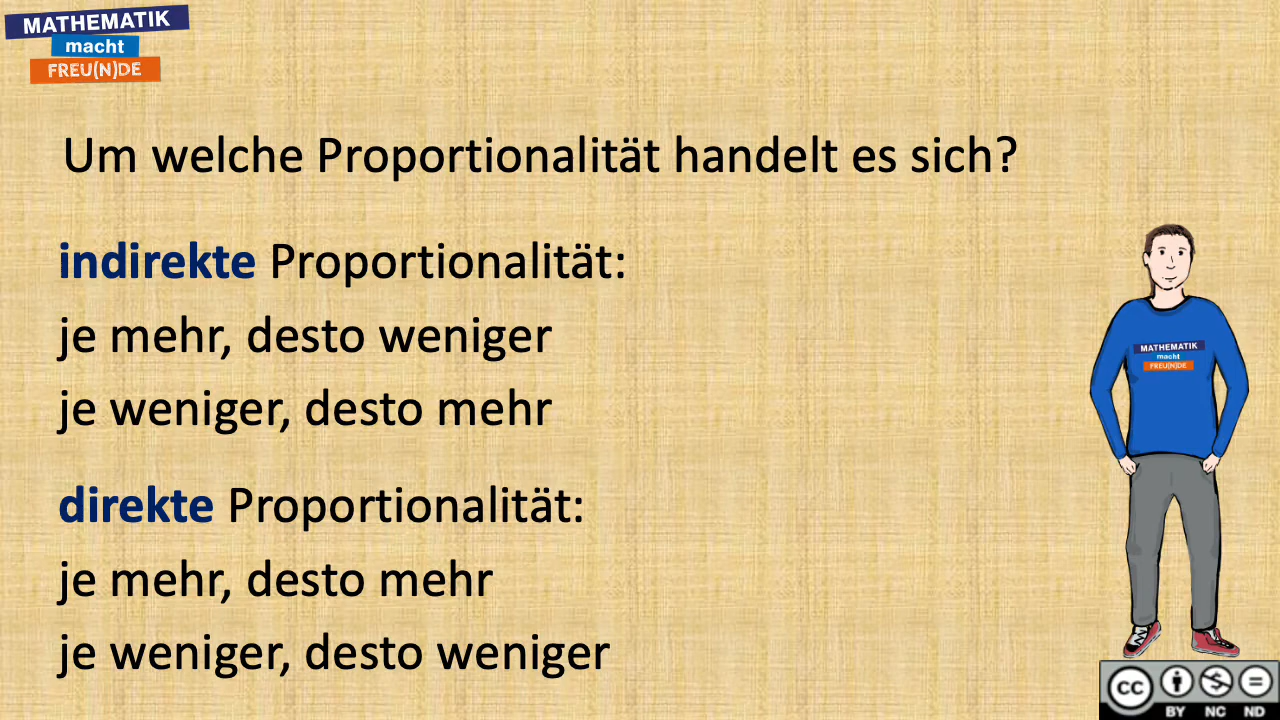 MATHEMATIK
macht
FREU(N)DE
Um welche Proportionalität handelt es sich?
indirekte Proportionalität:
je mehr, desto weniger
je weniger, desto mehr
MATHEMATIK
macht
FREU(N)DE
direkte Proportionalität:
je mehr, desto mehr
je weniger, desto weniger
CC
BY NC ND